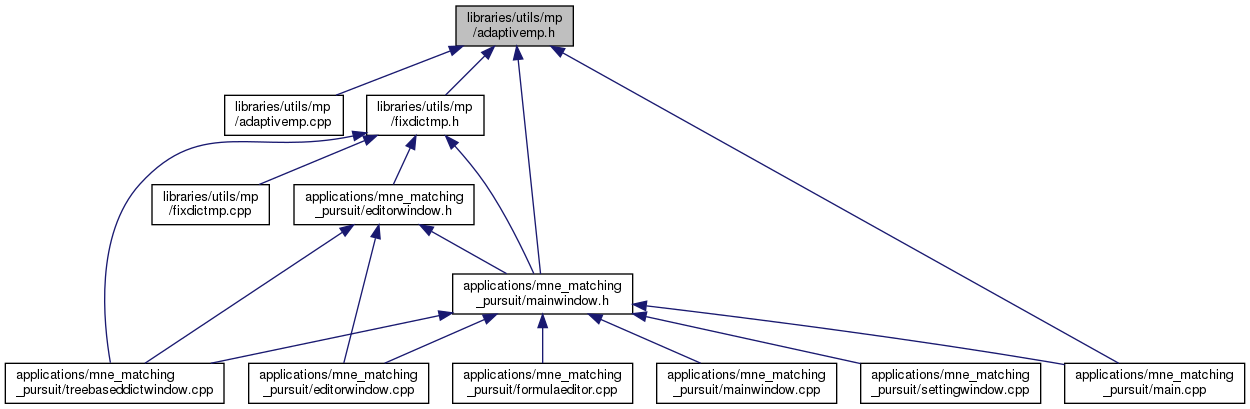 libraries/utils/mp
/adaptivemp.h
libraries/utils/mp
/adaptivemp.cpp
libraries/utils/mp
/fixdictmp.h
libraries/utils/mp
/fixdictmp.cpp
applications/mne_matching
_pursuit/editorwindow.h
applications/mne_matching
_pursuit/mainwindow.h
applications/mne_matching
_pursuit/treebaseddictwindow.cpp
applications/mne_matching
_pursuit/editorwindow.cpp
applications/mne_matching
_pursuit/formulaeditor.cpp
applications/mne_matching
_pursuit/mainwindow.cpp
applications/mne_matching
_pursuit/settingwindow.cpp
applications/mne_matching
_pursuit/main.cpp